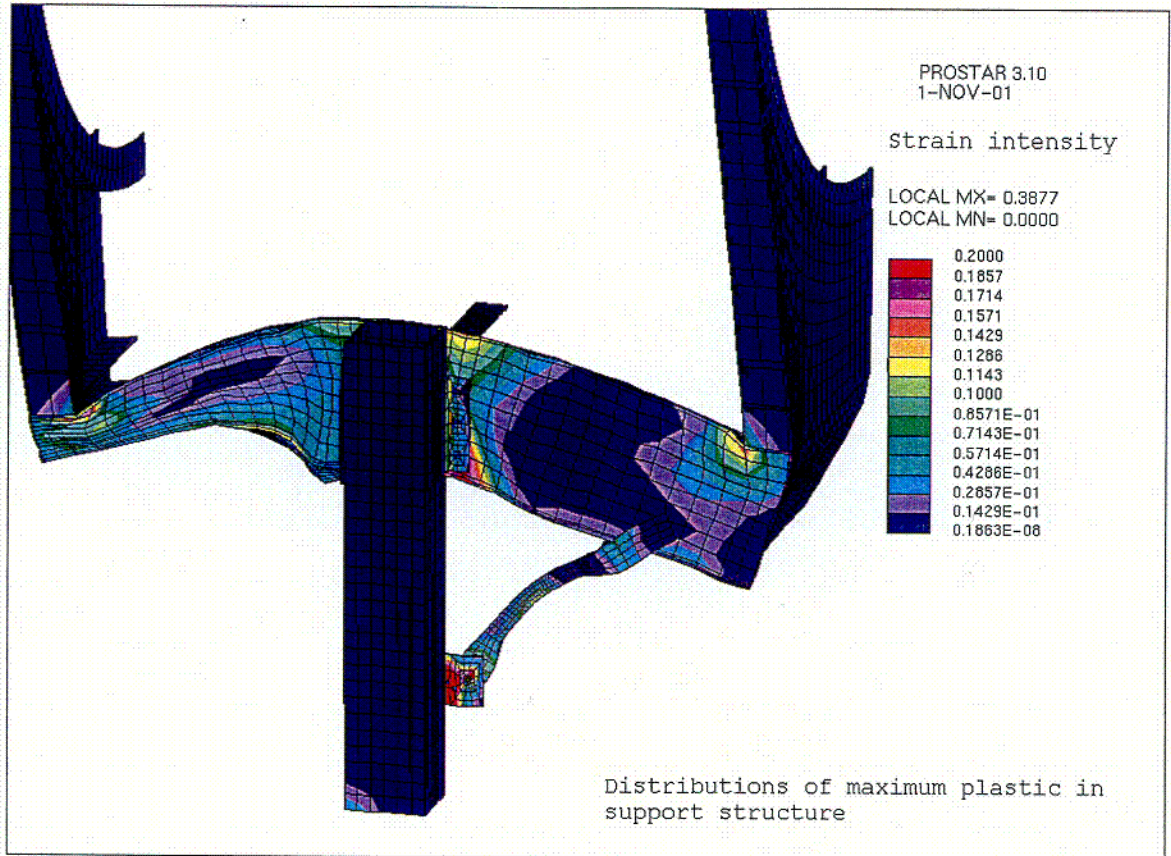 PROSTAR 3.10
1-NOV-01
Strain intensity
LOCAL MX= 0.3877
LOCAL MN= 0.0000
0.2000
0.1857
0.1714
0.1571
0.1429
0.1286
0.1143
0.1000
0.8571E-01
0.7143E-01
0.5714E-01
0.4286E-01
0.2857E-01
0.1429E-01
0.1863E-08
Distributions of maximum plastic in
support structure